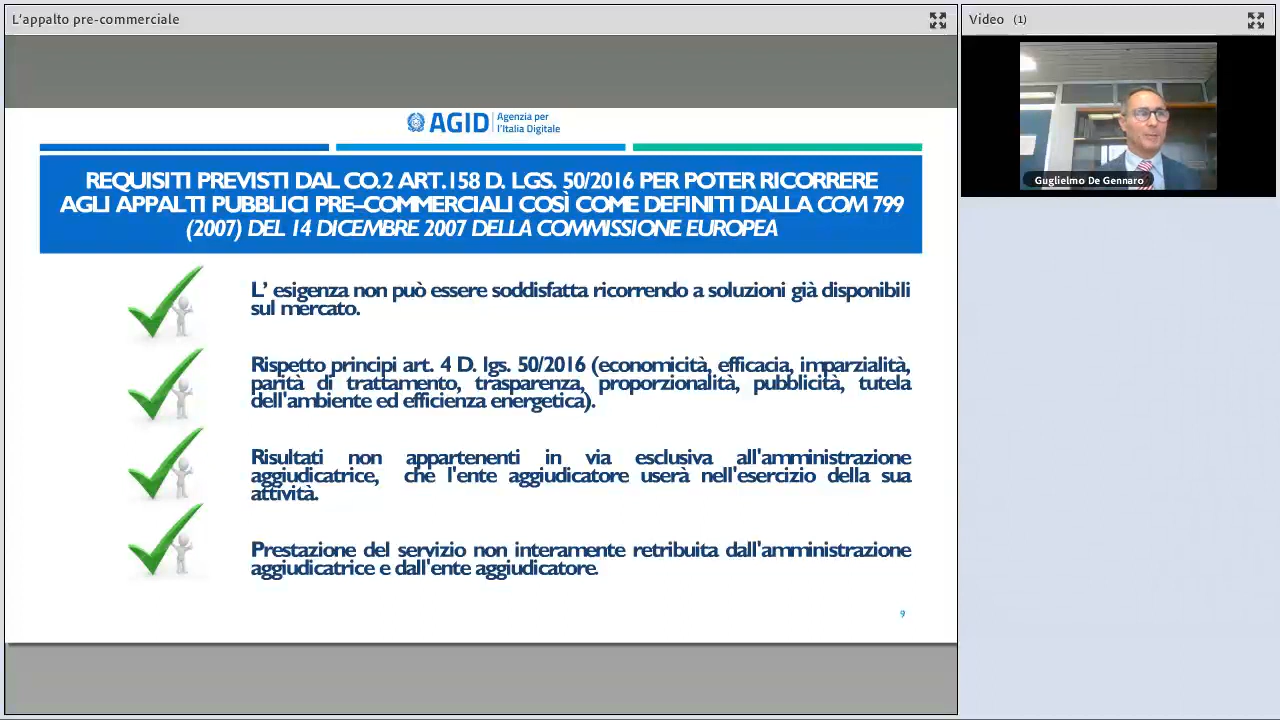 L'appalto pre-commerciale
Video (1)
Guglielmo De Gennaro
AGID
Agenzia per
l'Italia Digitale
REQUISITI PREVISTI DAL CO.2 ART.158 D. LGS. 50/2016 PER POTER RICORRERE
AGLI APPALTI PUBBLICI PRE–COMMERCIALI COSÌ COME DEFINITI DALLA COM 799
(2007) DEL 14 DICEMBRE 2007 DELLA COMMISSIONE EUROPEA
L' esigenza non può essere soddisfatta ricorrendo a soluzioni già disponibili
sul mercato.
Rispetto principi art. 4 D. lgs. 50/2016 (economicità, efficacia, imparzialità,
parità di trattamento, trasparenza, proporzionalità, pubblicità, tutela
dell'ambiente ed efficienza energetica).
Risultati non appartenenti in via esclusiva all'amministrazione
aggiudicatrice, che l'ente aggiudicatore userà nell'esercizio della sua
attività.
Prestazione del servizio non interamente retribuita dall'amministrazione
aggiudicatrice e dall'ente aggiudicatore.
9